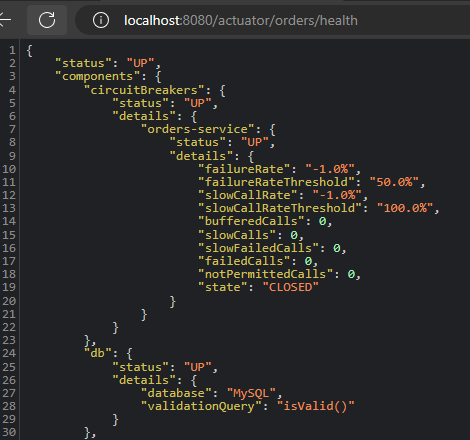 localhost:8080/actuator/orders/health
1 {
2     "status": "UP",
3     "components": {
4         "circuitBreakers": {
5             "status": "UP",
6             "details": {
7                 "orders-service": {
8                     "status": "UP",
9                     "details": {
10                         "failureRate": "-1.0%",
11                         "failureRateThreshold": "50.0%",
12                         "slowCallRate": "-1.0%",
13                         "slowCallRateThreshold": "100.0%",
14                         "bufferedCalls": 0,
15                         "slowCalls": 0,
16                         "slowFailedCalls": 0,
17                         "failedCalls": 0,
18                         "notPermittedCalls": 0,
19                         "state": "CLOSED"
20                     }
21                 }
22             }
23         },
24         "db": {
25             "status": "UP",
26             "details": {
27                 "database": "MySQL",
28                 "validationQuery": "isValid()"
29             }
30         },